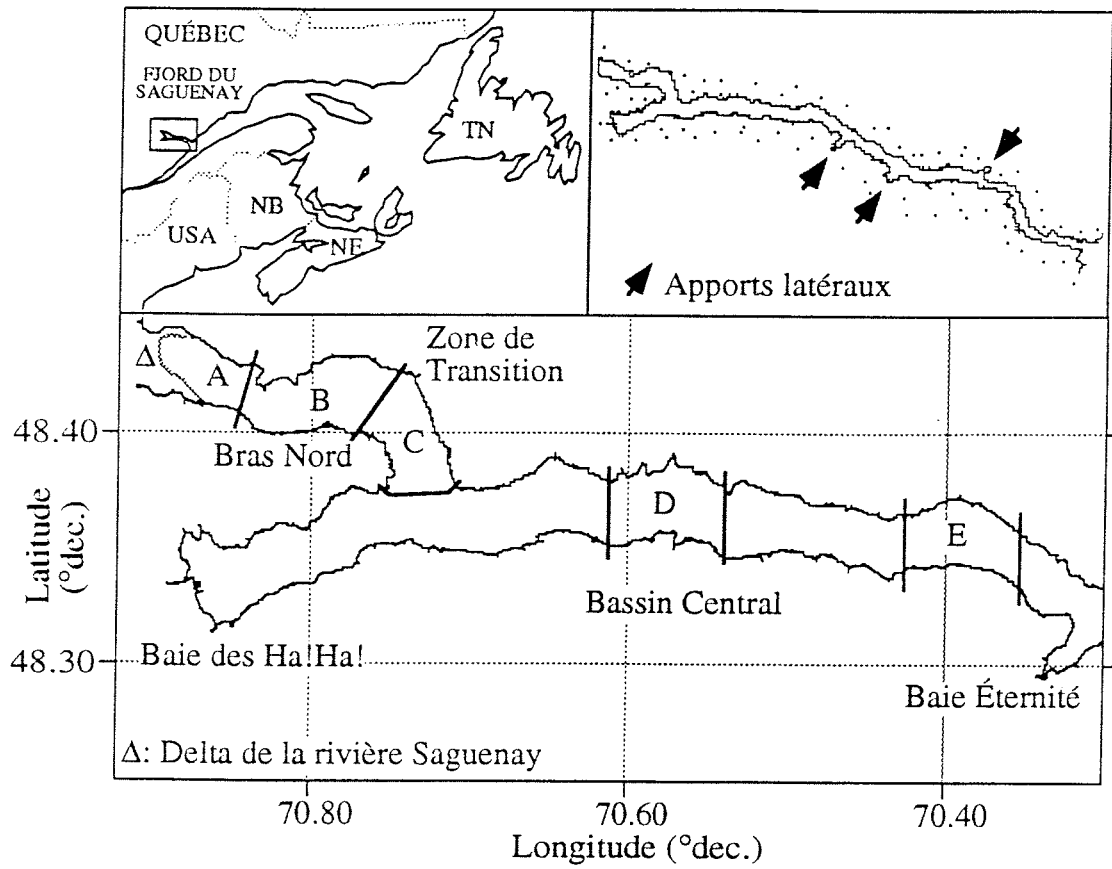 QUÉBEC
FJORD DU
SAGUENAY
TN
NB
USA
NE
Apports latéraux
Δ
A
B
C
D
E
Zone de
Transition
Bras Nord
Bassin Central
Baie des Ha!Ha!
Baie Éternité
Δ: Delta de la rivière Saguenay
48.40
48.30
Latitude
(°dec.)
70.80
70.60
70.40
Longitude (°dec.)